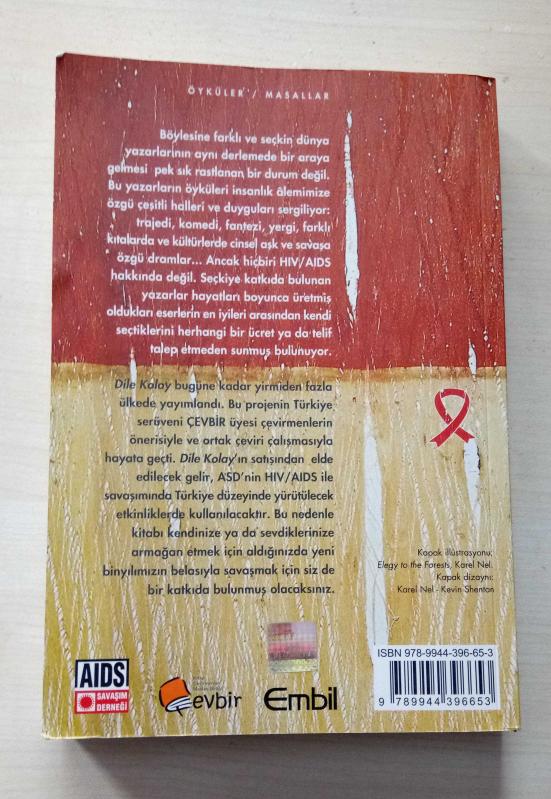 ÖYKÜLER / MASALLAR
Böylesine farklı ve seçkin dünya
yazarlarının aynı derlemede bir araya
gelmesi pek sık rastlanan bir durum değil.
Bu yazarların öyküleri insanlık âlemimize
özgü çeşitli halleri ve duyguları sergiliyor:
trajedi, komedi, fantezi, yergi, farklı
kıtalarda ve kültürlerde cinsel aşk ve savaşa
özgü dramlar... Ancak hiçbiri HIV/AIDS
hakkında değil. Seçkiye katkıda bulunan
yazarlar hayatları boyunca üretmiş
oldukları eserlerin en iyileri arasından kendi
seçtiklerini herhangi bir ücret ya da telif
talep etmeden sunmuş bulunuyor.
Dile Kolay bugüne kadar yirmiden fazla
ülkede yayımlandı. Bu projenin Türkiye
serüveni ÇEVBİR üyesi çevirmenlerin
önerisiyle ve ortak çeviri çalışmasıyla
hayata geçti. Dile Kolay'ın satışından elde
edilecek gelir, ASD'nin HIV/AIDS ile
savaşımında Türkiye düzeyinde yürütülecek
etkinliklerde kullanılacaktır. Bu nedenle
kitabı kendinize ya da sevdiklerinize
armağan etmek için aldığınızda yeni
binyılımızın belasıyla savaşmak için siz de
bir katkıda bulunmuş olacaksınız.
Kapak illüstrasyonu:
Elegy to the Forests, Karel Nel.
Kapak dizaynı:
Karel Nel - Kevin Shenton
ISBN 978-9944-396-65-3
9 789944 396653
AIDS
SAVAŞIM
DERNEĞİ
evbir
Embil